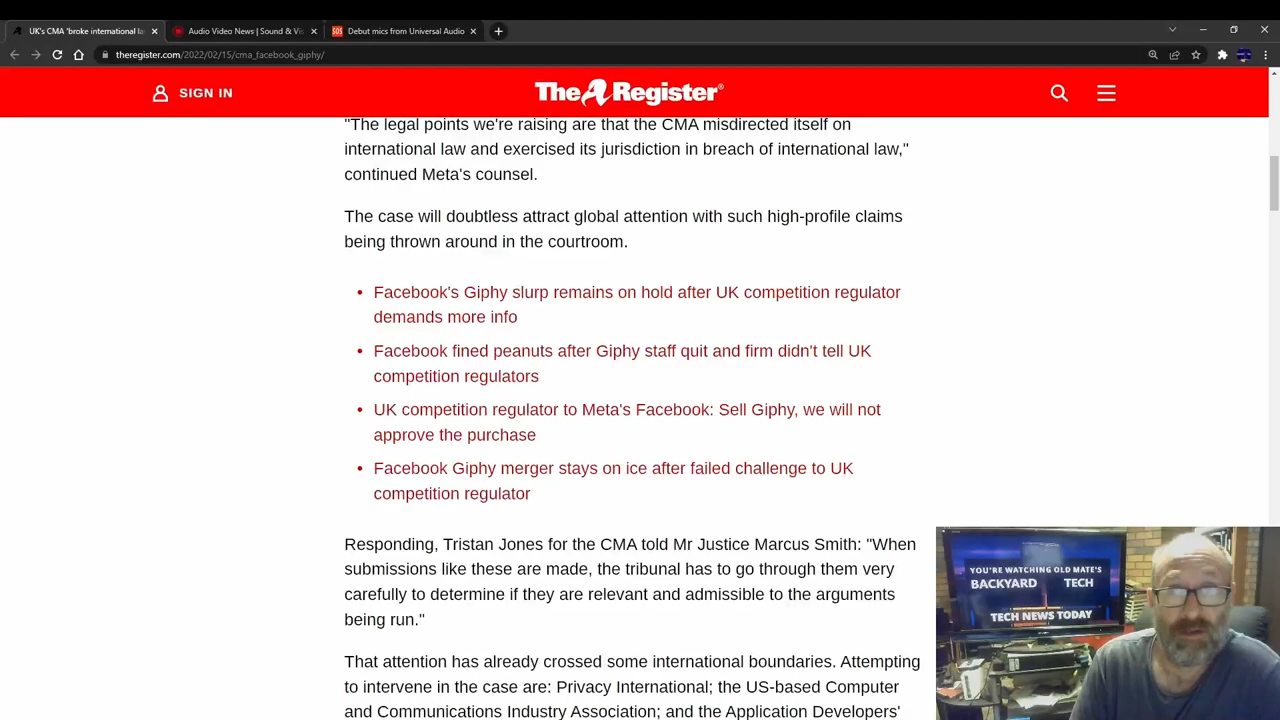 UK's CMA 'broke international la
Audio Video News | Sound & Vi
SOS
Debut mics from Universal Audio
theregister.com/2022/02/15/cma_facebook_giphy/
SIGN IN
The Register®
"The legal points we're raising are that the CMA misdirected itself on
international law and exercised its jurisdiction in breach of international law,"
continued Meta's counsel.
The case will doubtless attract global attention with such high-profile claims
being thrown around in the courtroom.
• Facebook's Giphy slurp remains on hold after UK competition regulator
demands more info
• Facebook fined peanuts after Giphy staff quit and firm didn't tell UK
competition regulators
• UK competition regulator to Meta's Facebook: Sell Giphy, we will not
approve the purchase
• Facebook Giphy merger stays on ice after failed challenge to UK
competition regulator
Responding, Tristan Jones for the CMA told Mr Justice Marcus Smith: "When
submissions like these are made, the tribunal has to go through them very
carefully to determine if they are relevant and admissible to the arguments
being run."
That attention has already crossed some international boundaries. Attempting
to intervene in the case are: Privacy International; the US-based Computer
and Communications Industry Association; and the Application Developers'
YOU'RE WATCHING OLD MATE'S
BACKYARD TECH
TECH NEWS TODAY